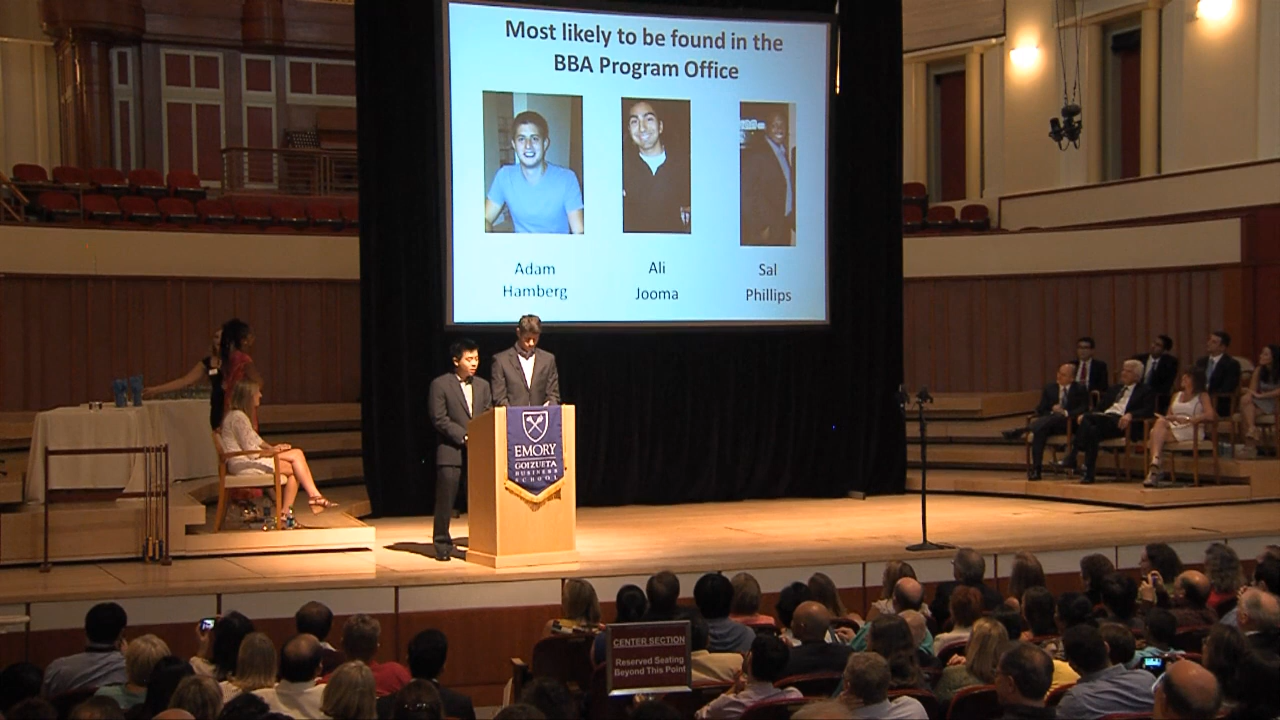 Most likely to be found in the
BBA Program Office
Adam
Hamberg
Ali
Jooma
Sal
Phillips
EMORY
GOIZUETA
BUSINESS
SCHOOL
CENTER SECTION
Reserved Seating
Beyond This Point